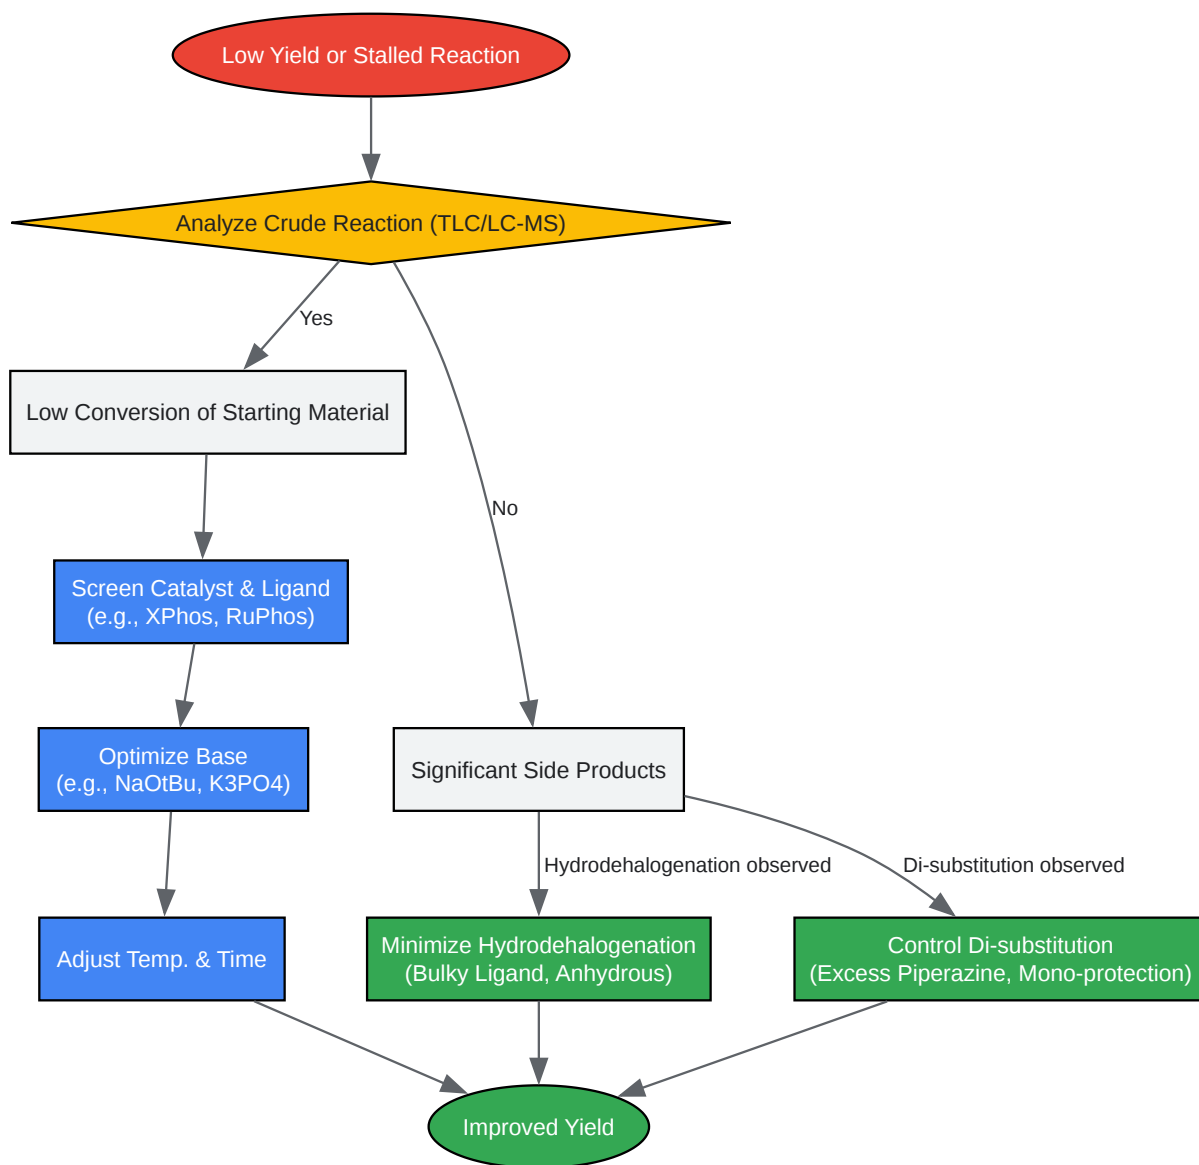 Low Yield or Stalled Reaction
Analyze Crude Reaction (TLC/LC-MS)
Yes
Low Conversion of Starting Material
No
Screen Catalyst & Ligand
(e.g., XPhos, RuPhos)
Optimize Base
(e.g., NaOtBu, K3PO4)
Significant Side Products
Hydrodehalogenation observed
Di-substitution observed
Adjust Temp. & Time
Minimize Hydrodehalogenation
(Bulky Ligand, Anhydrous)
Control Di-substitution
(Excess Piperazine, Mono-protection)
Improved Yield